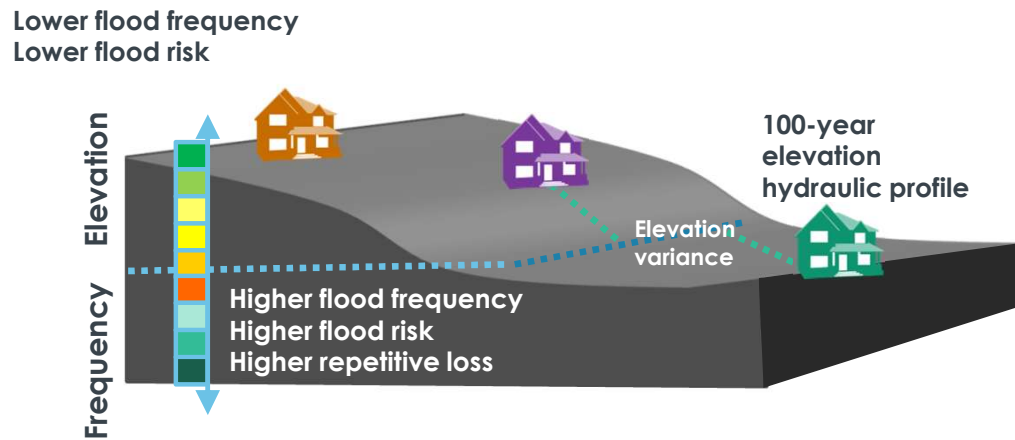 Lower flood frequency
Lower flood risk
Elevation
100-year
elevation
hydraulic profile
Elevation
variance
Frequency
Higher flood frequency
Higher flood risk
Higher repetitive loss